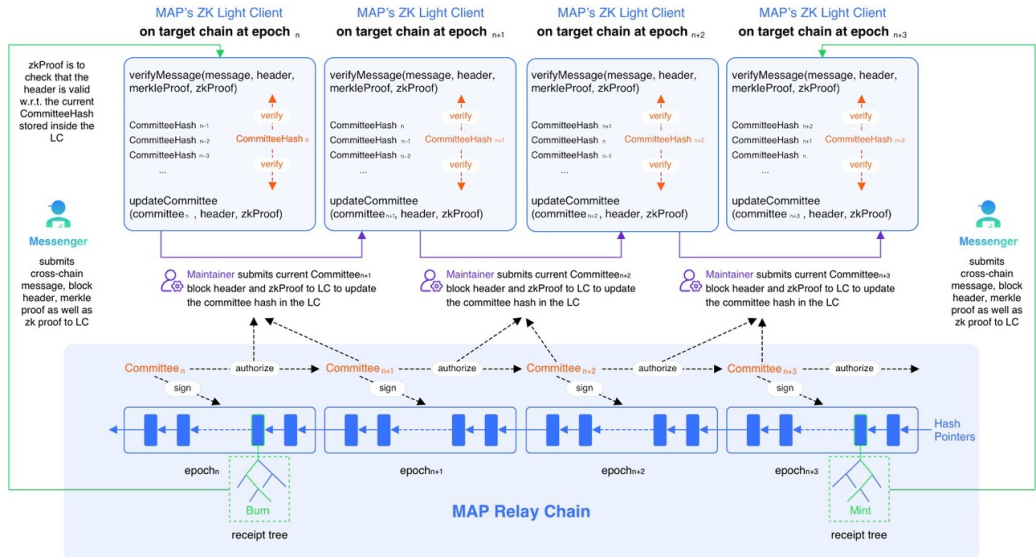 MAP's ZK Light Client
on target chain at epoch n
MAP's ZK Light Client
on target chain at epoch n+1
MAP's ZK Light Client
on target chain at epoch n+2
MAP's ZK Light Client
on target chain at epoch n+3
zkProof is to
check that the
header is valid
w.r.t. the current
CommitteeHash
stored inside the
LC
verifyMessage(message, header,
merkleProof, zkProof)
verify
CommitteeHash n-1
CommitteeHash n-2
CommitteeHash n-3
...
CommitteeHash n
verify
updateCommittee
(committee n , header, zkProof)
verifyMessage(message, header,
merkleProof, zkProof)
verify
CommitteeHash n
CommitteeHash n-1
CommitteeHash n-2
...
CommitteeHash n+1
verify
updateCommittee
(committee n+1, header, zkProof)
verifyMessage(message, header,
merkleProof, zkProof)
verify
CommitteeHash n+1
CommitteeHash n
CommitteeHash n-1
...
CommitteeHash n+2
verify
updateCommittee
(committee n+2, header, zkProof)
verifyMessage(message, header,
merkleProof, zkProof)
verify
CommitteeHash n+2
CommitteeHash n+1
CommitteeHash n
...
CommitteeHash n+3
verify
updateCommittee
(committee n+3, header, zkProof)
Messenger
submits
cross-chain
message, block
header, merkle
proof as well as
zk proof to LC
Maintainer submits current Committee n+1
block header and zkProof to LC to update
the committee hash in the LC
Maintainer submits current Committee n+2
block header and zkProof to LC to update
the committee hash in the LC
Maintainer submits current Committee n+3
block header and zkProof to LC to update
the committee hash in the LC
Messenger
submits
cross-chain
message, block
header, merkle
proof as well as
zk proof to LC
Committee n
authorize
Committee n+1
authorize
Committee n+2
authorize
Committee n+3
authorize
sign
sign
sign
sign
Hash
Pointers
epoch n
epoch n+1
epoch n+2
epoch n+3
Burn
Mint
MAP Relay Chain
receipt tree
receipt tree